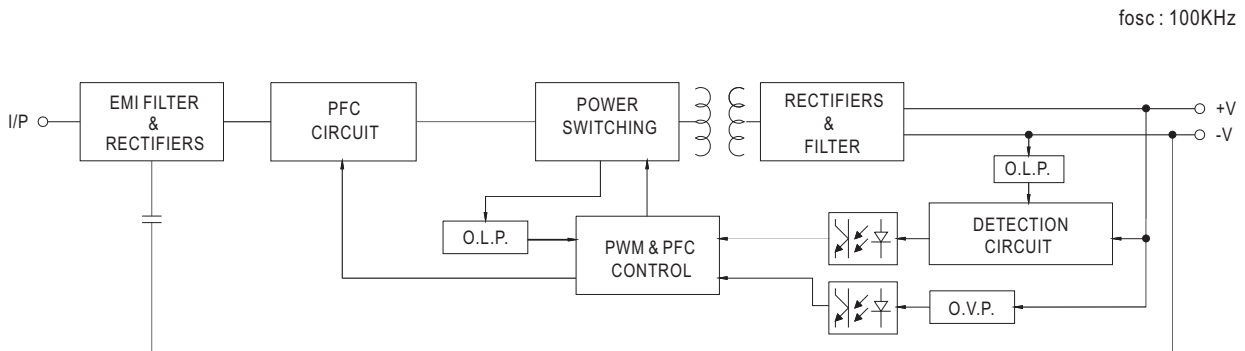 fosc : 100KHz
I/P
EMI FILTER
&
RECTIFIERS
PFC
CIRCUIT
POWER
SWITCHING
RECTIFIERS
&
FILTER
+V
-V
O.L.P.
O.L.P.
PWM & PFC
CONTROL
DETECTION
CIRCUIT
O.V.P.